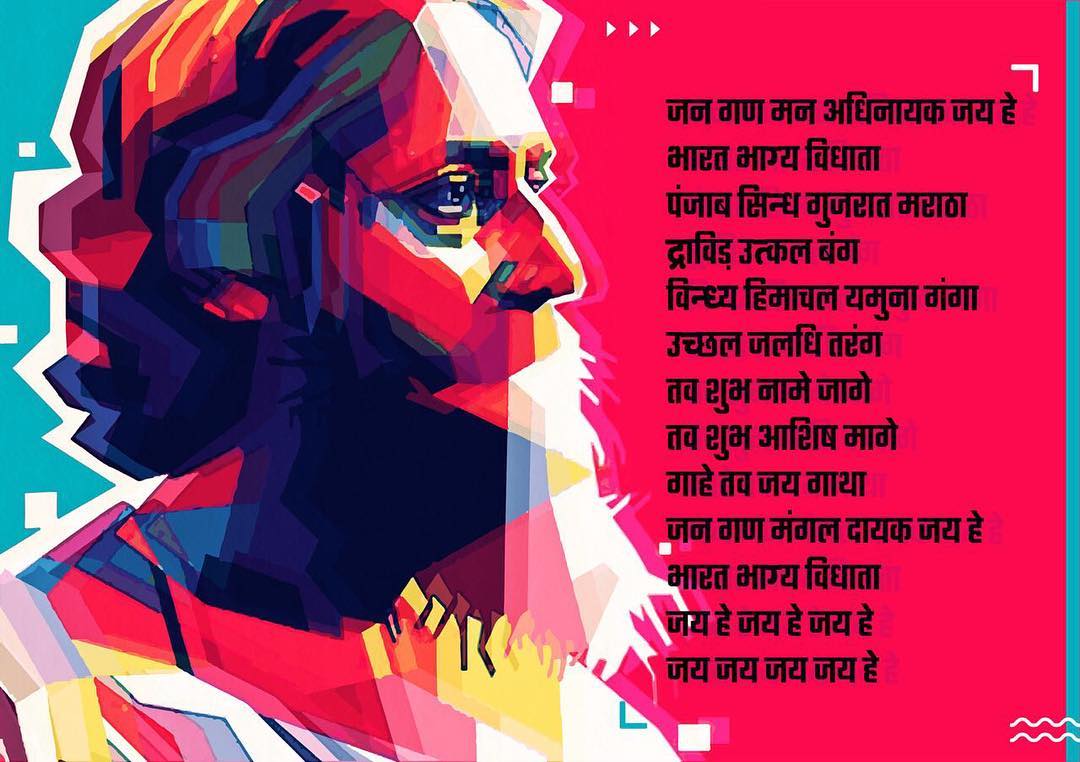 जन गण मन अधिनायक जय हे
भारत भाग्य विधाता
पंजाब सिन्ध गुजरात मराठा
द्राविड़ उत्कल बंग
विन्ध्य हिमाचल यमुना गंगा
उच्छल जलधि तरंग
तव शुभ नामे जागे
तव शुभ आशिष मागे
गाहे तव जय गाथा
जन गण मंगल दायक जय हे
भारत भाग्य विधाता
जय हे जय हे जय हे
जय जय जय जय हे